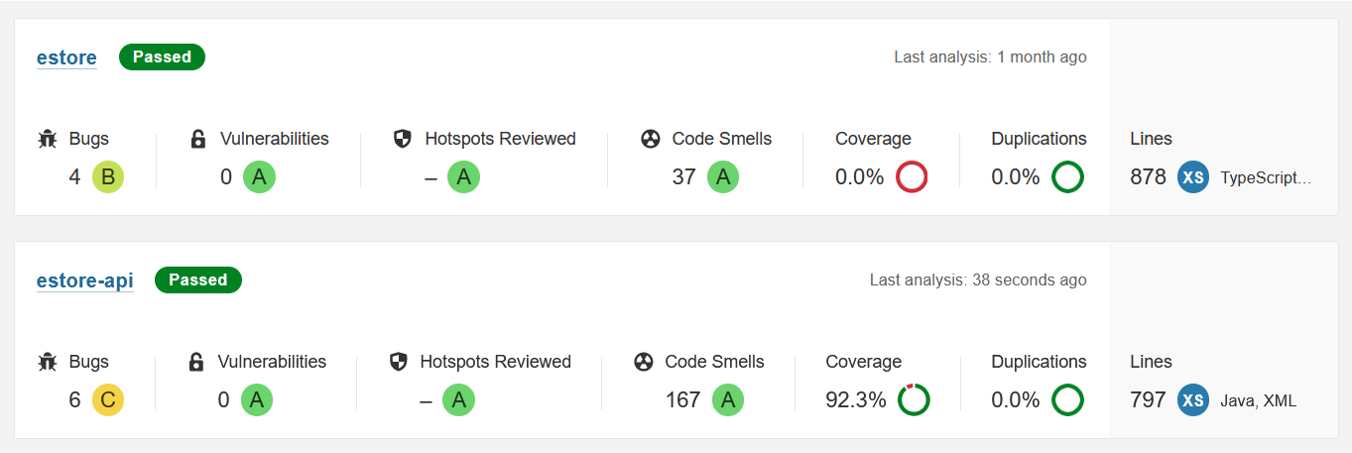 estore Passed Last analysis: 1 month ago
Bugs Vulnerabilities Hotspots Reviewed Code Smells Coverage Duplications Lines
4 B 0 A – A 37 A 0.0% 0.0% 878 XS TypeScript...
estore-api Passed Last analysis: 38 seconds ago
Bugs Vulnerabilities Hotspots Reviewed Code Smells Coverage Duplications Lines
6 C 0 A – A 167 A 92.3% 0.0% 797 XS Java, XML